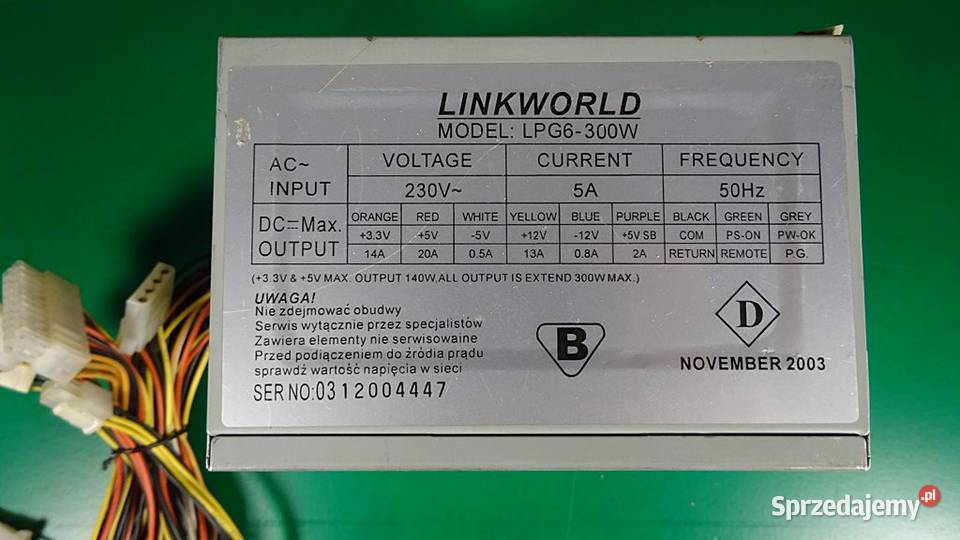 LINKWORLD
MODEL: LPG6-300W
AC~ INPUT VOLTAGE CURRENT FREQUENCY
230V~ 5A 50Hz
DC⎓Max. OUTPUT ORANGE RED WHITE YELLOW BLUE PURPLE BLACK GREEN GREY
+3.3V +5V -5V +12V -12V +5V SB COM PS-ON PW-OK
14A 20A 0.5A 13A 0.8A 2A RETURN REMOTE P.G.
(+3.3V & +5V MAX. OUTPUT 140W, ALL OUTPUT IS EXTEND 300W MAX.)
UWAGA!
Nie zdejmować obudwy
Serwis wytącznie przez specjalistów
Zawiera elementy nie serwisowaine
Przed podiączeniem do źródia prądu
sprawdź wartość napięcia w sieci
B
D
NOVEMBER 2003
SER NO:0312004447
Sprzedajemy.pl